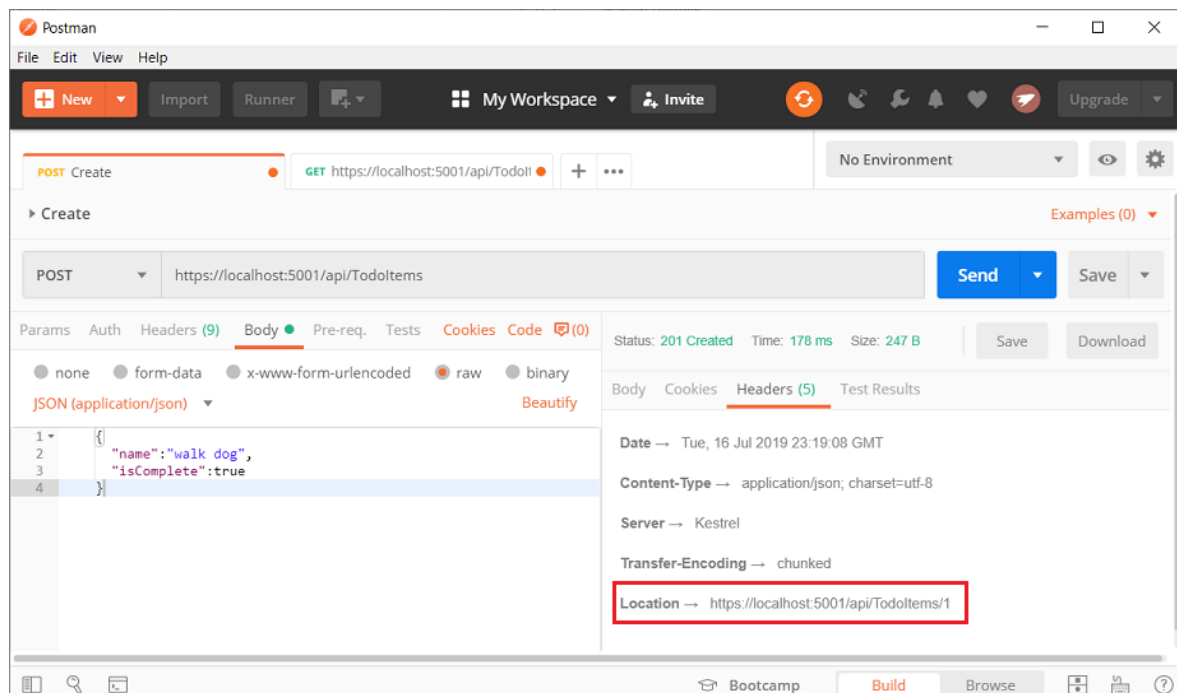 Postman
File Edit View Help
New Import Runner My Workspace Invite Upgrade
POST Create GET https://localhost:5001/api/TodoIt No Environment
Create Examples (0)
POST https://localhost:5001/api/TodoItems Send Save
Params Auth Headers (9) Body Pre-req. Tests Cookies Code (0)
none form-data x-www-form-urlencoded raw binary
JSON (application/json) Beautify
1 {
2 "name":"walk dog",
3 "isComplete":true
4 }
Status: 201 Created Time: 178 ms Size: 247 B Save Download
Body Cookies Headers (5) Test Results
Date → Tue, 16 Jul 2019 23:19:08 GMT
Content-Type → application/json; charset=utf-8
Server → Kestrel
Transfer-Encoding → chunked
Location → https://localhost:5001/api/TodoItems/1
Bootcamp Build Browse